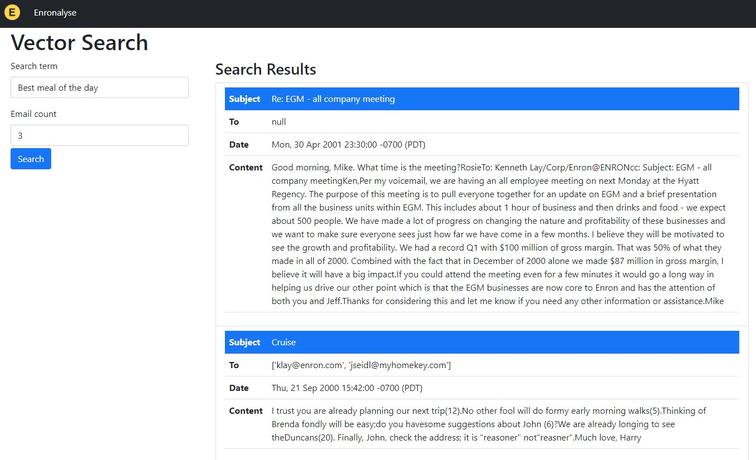 E Enronalyse
Vector Search
Search term
Best meal of the day
Email count
3
Search
Search Results
Subject Re: EGM - all company meeting
To null
Date Mon, 30 Apr 2001 23:30:00 -0700 (PDT)
Content Good morning, Mike. What time is the meeting?RosieTo: Kenneth Lay/Corp/Enron@ENRONcc: Subject: EGM - all
company meetingKen,Per my voicemail, we are having an all employee meeting on next Monday at the Hyatt
Regency. The purpose of this meeting is to pull everyone together for an update on EGM and a brief presentation
from all the business units within EGM. This includes about 1 hour of business and then drinks and food - we expect
about 500 people. We have made a lot of progress on changing the nature and profitability of these businesses and
we want to make sure everyone sees just how far we have come in a few months. I believe they will be motivated to
see the growth and profitability. We had a record Q1 with $100 million of gross margin. That was 50% of what they
made in all of 2000. Combined with the fact that in December of 2000 alone we made $87 million in gross margin, I
believe it will have a big impact.If you could attend the meeting even for a few minutes it would go a long way in
helping us drive our other point which is that the EGM businesses are now core to Enron and has the attention of
both you and Jeff.Thanks for considering this and let me know if you need any other information or assistance.Mike
Subject Cruise
To ['klay@enron.com', 'jseidl@myhomekey.com']
Date Thu, 21 Sep 2000 15:42:00 -0700 (PDT)
Content I trust you are already planning our next trip(12).No other fool will do formy early morning walks(5).Thinking of
Brenda fondly will be easy;do you havesome suggestions about John (6)?We are already longing to see
theDuncans(20). Finally, John, check the address; it is "reasoner" not"reasner".Much love, Harry